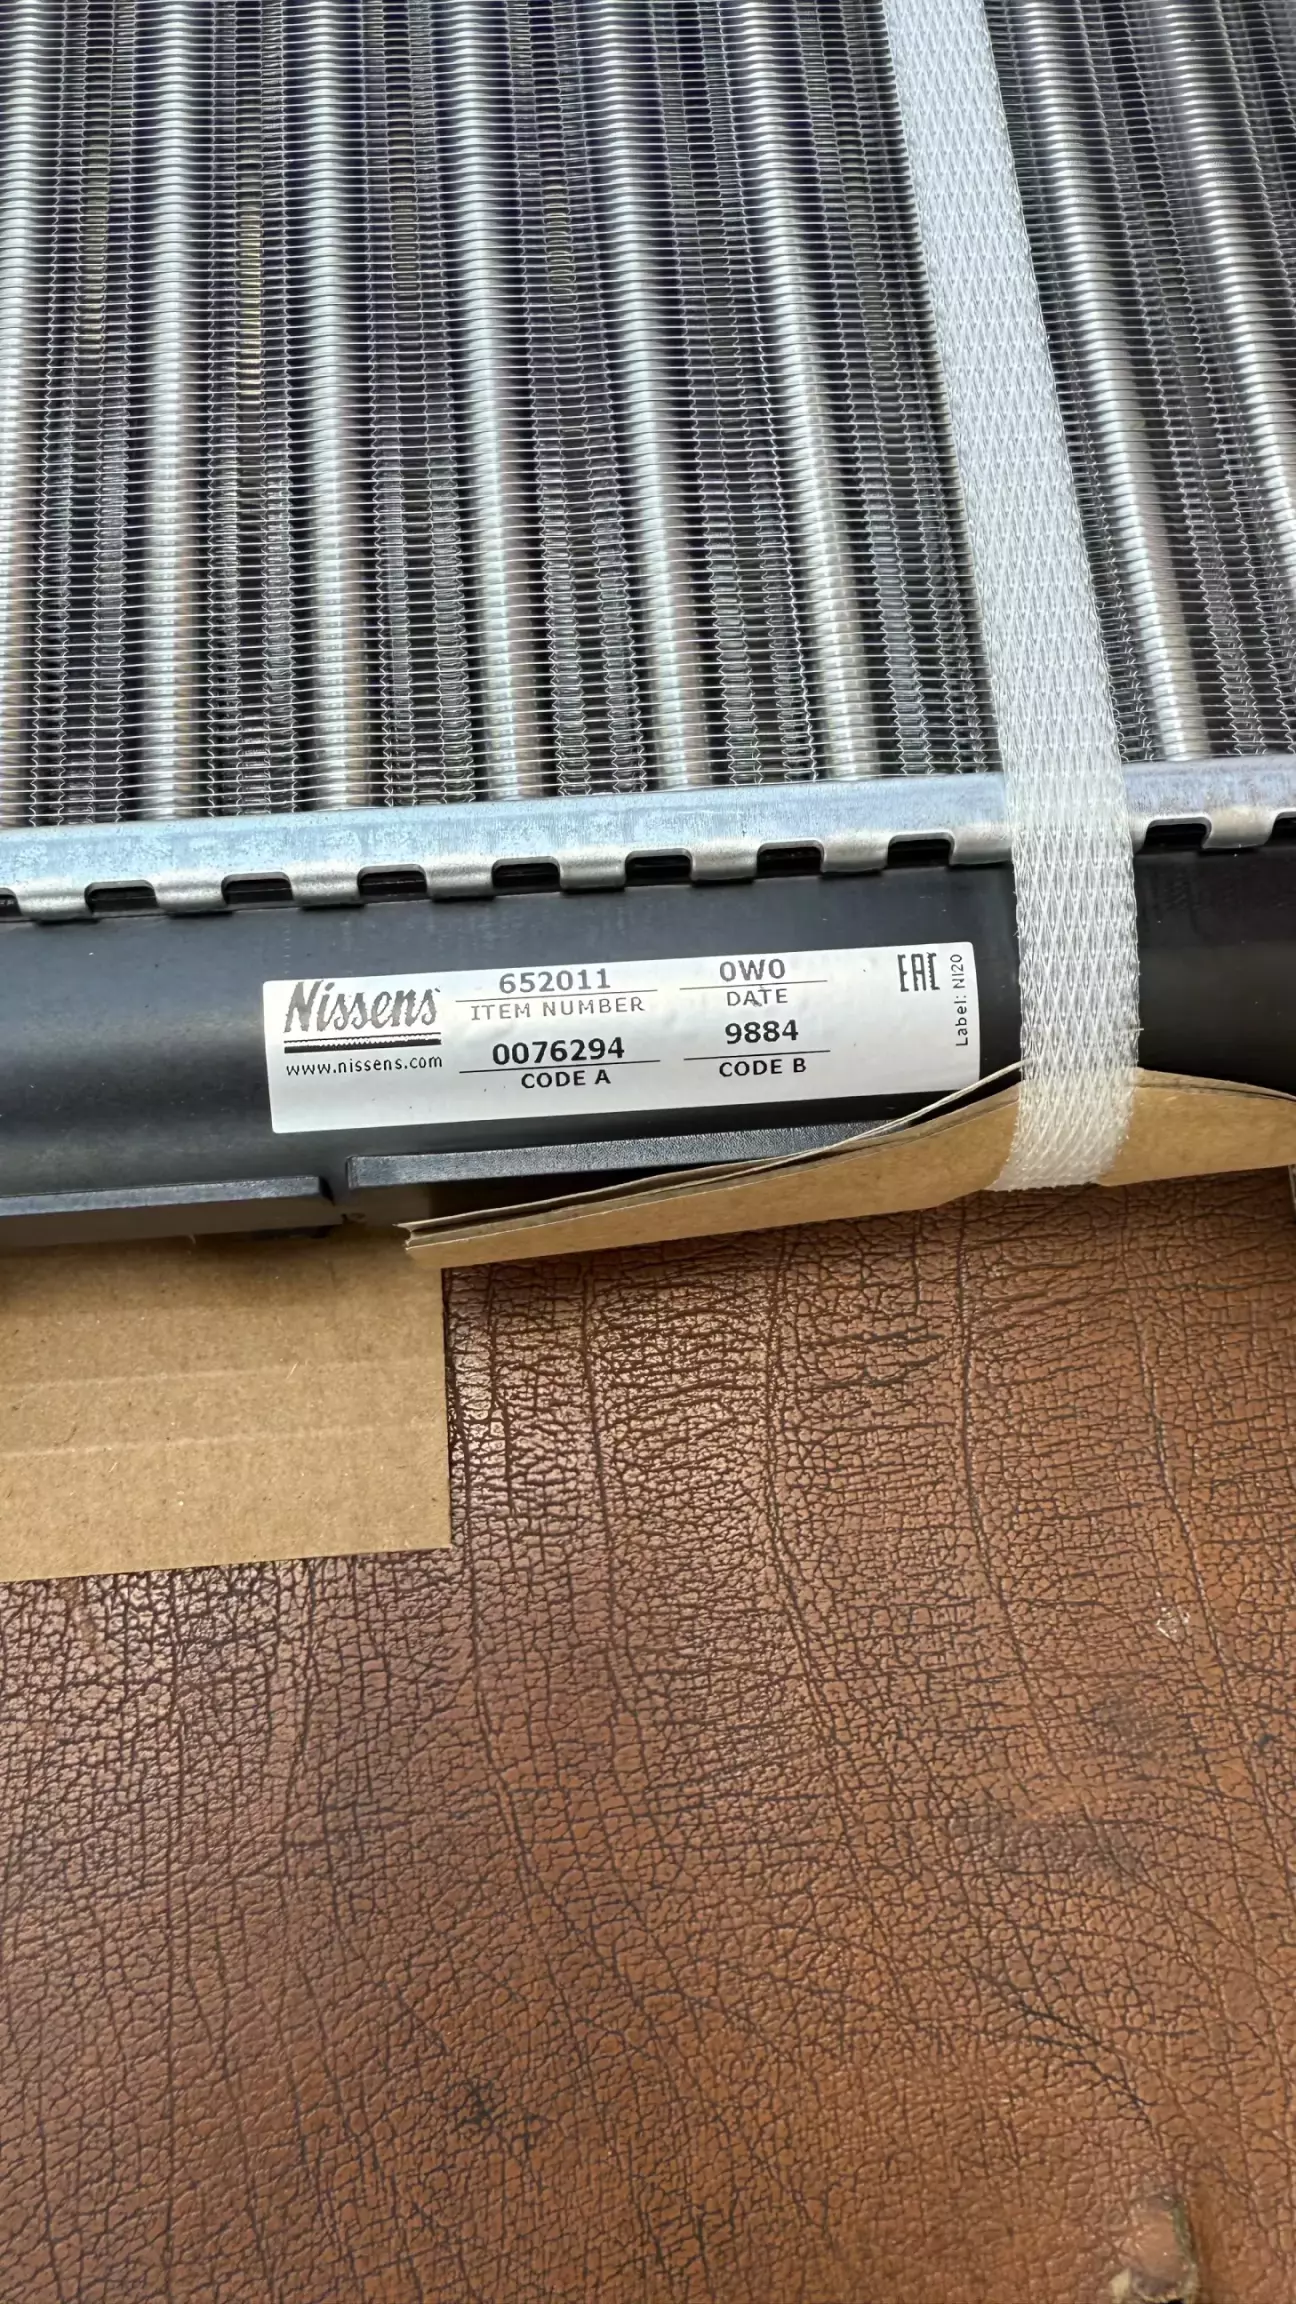 Nissens
www.nissens.com
652011
ITEM NUMBER
0076294
CODE A
0W0
DATE
9884
CODE B
EAC
Label: NI20